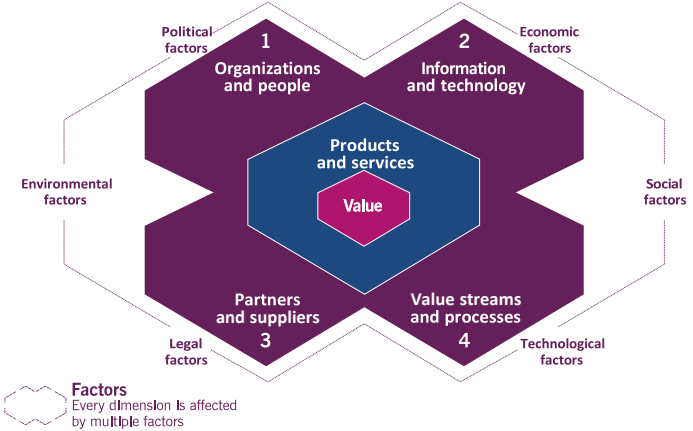 Political
factors
1
Organizations
and people
2
Information
and technology
Economic
factors
Products
and services
Value
Environmental
factors
Social
factors
Partners
and suppliers
3
Value streams
and processes
4
Legal
factors
Technological
factors
Factors
Every dimension is affected
by multiple factors